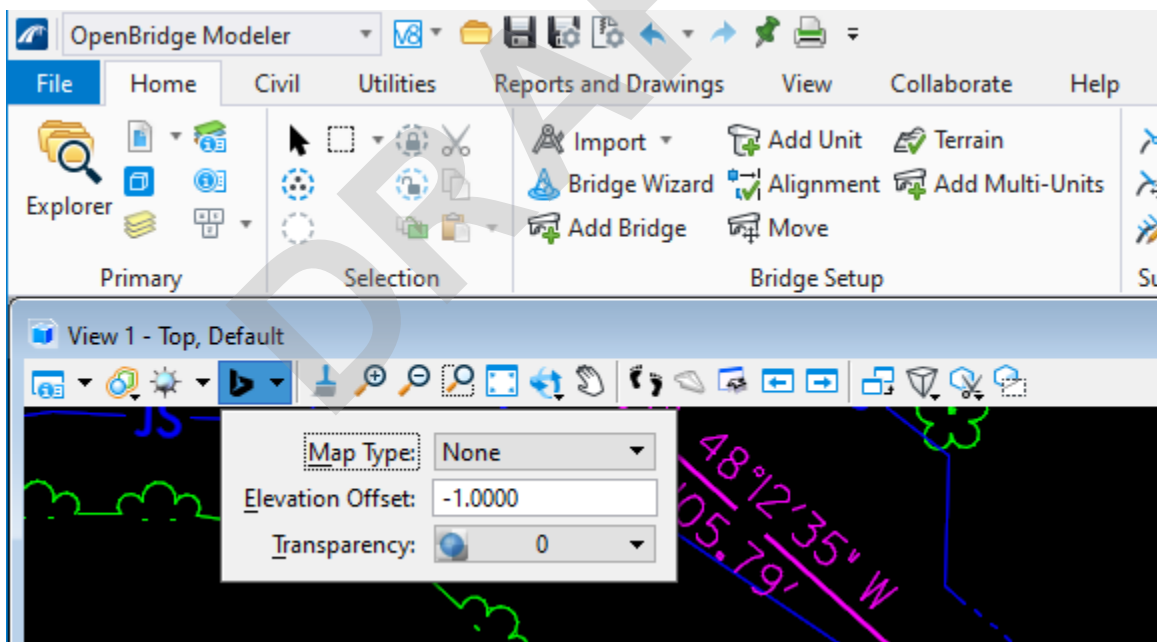 OpenBridge Modeler
File Home Civil Utilities Reports and Drawings View Collaborate Help
Explorer
Import Add Unit Terrain
Bridge Wizard Alignment Add Multi-Units
Add Bridge Move
Primary Selection Bridge Setup Su
View 1 - Top, Default
JS
Map Type: None
Elevation Offset: -1.0000
Transparency: 0
48°12'35" W
05.79'